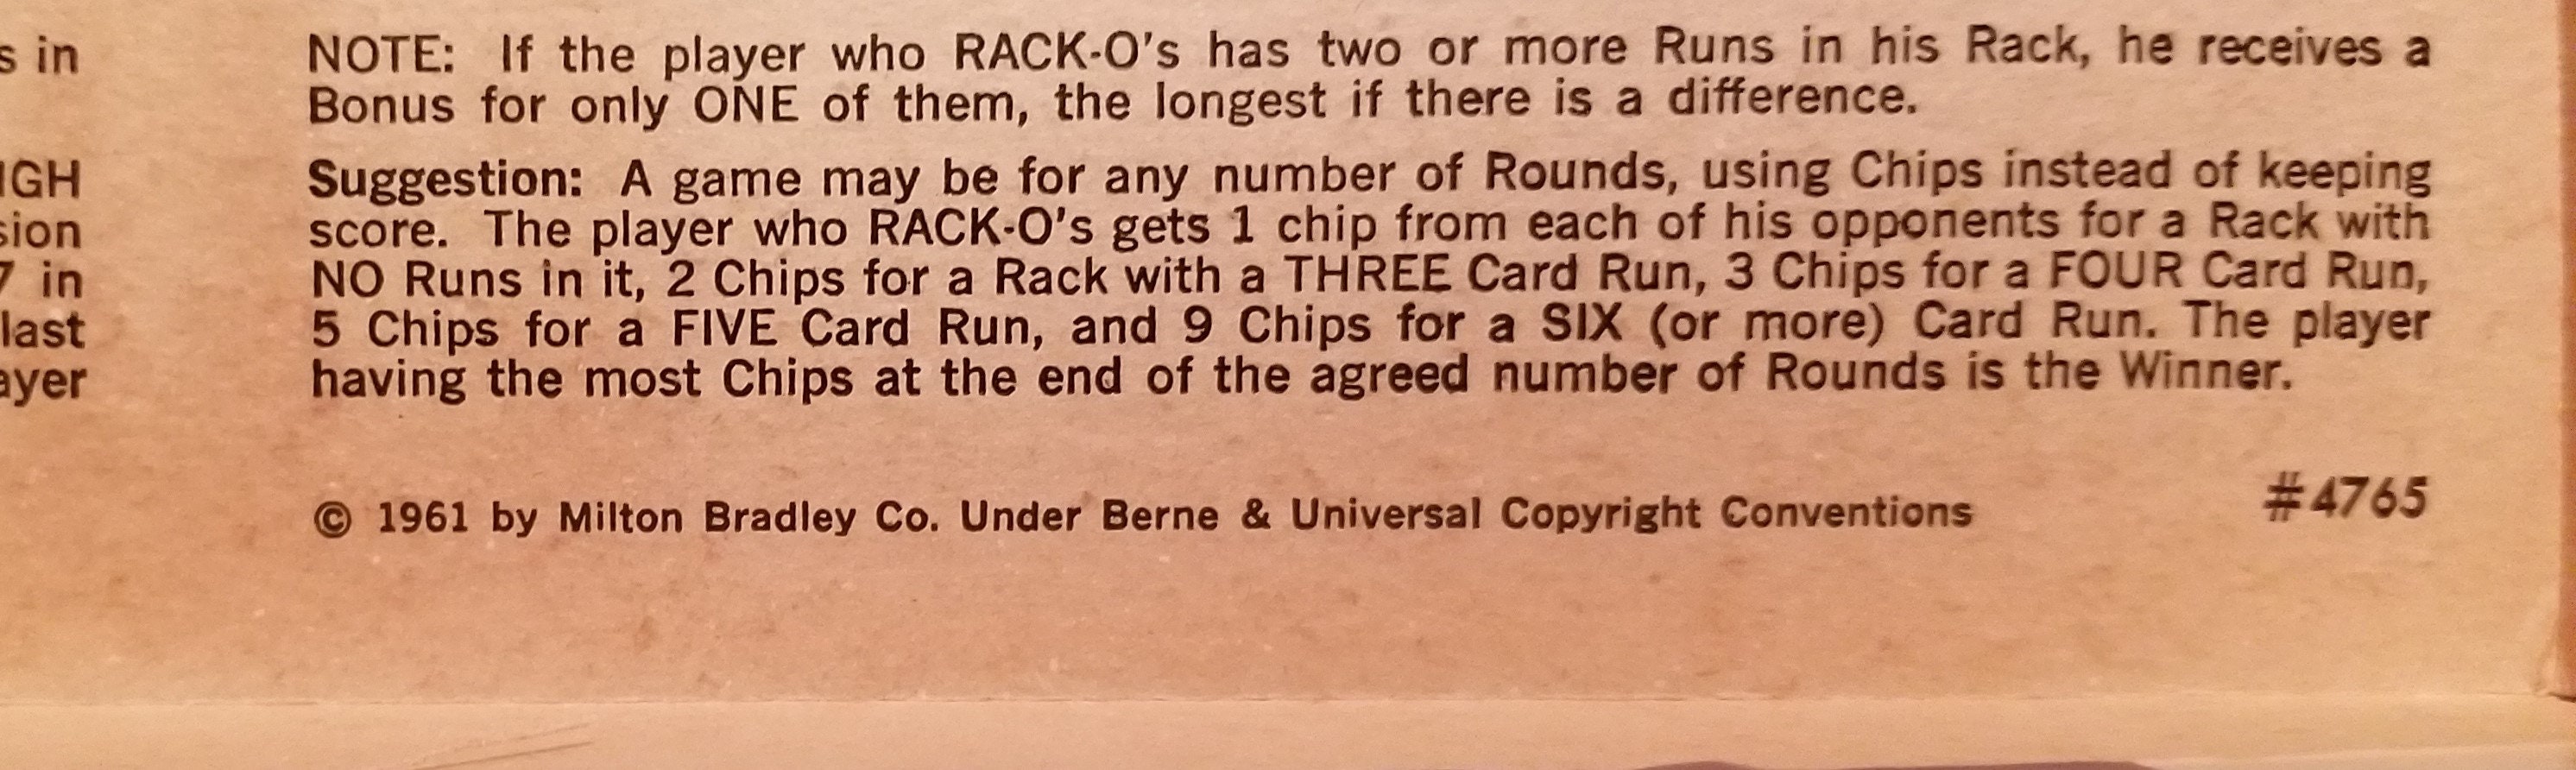 s in
IGH
sion
7 in
last
ayer
NOTE: If the player who RACK-O's has two or more Runs in his Rack, he receives a
Bonus for only ONE of them, the longest if there is a difference.
Suggestion: A game may be for any number of Rounds, using Chips instead of keeping
score. The player who RACK-O's gets 1 chip from each of his opponents for a Rack with
NO Runs in it, 2 Chips for a Rack with a THREE Card Run, 3 Chips for a FOUR Card Run,
5 Chips for a FIVE Card Run, and 9 Chips for a SIX (or more) Card Run. The player
having the most Chips at the end of the agreed number of Rounds is the Winner.
© 1961 by Milton Bradley Co. Under Berne & Universal Copyright Conventions
#4765